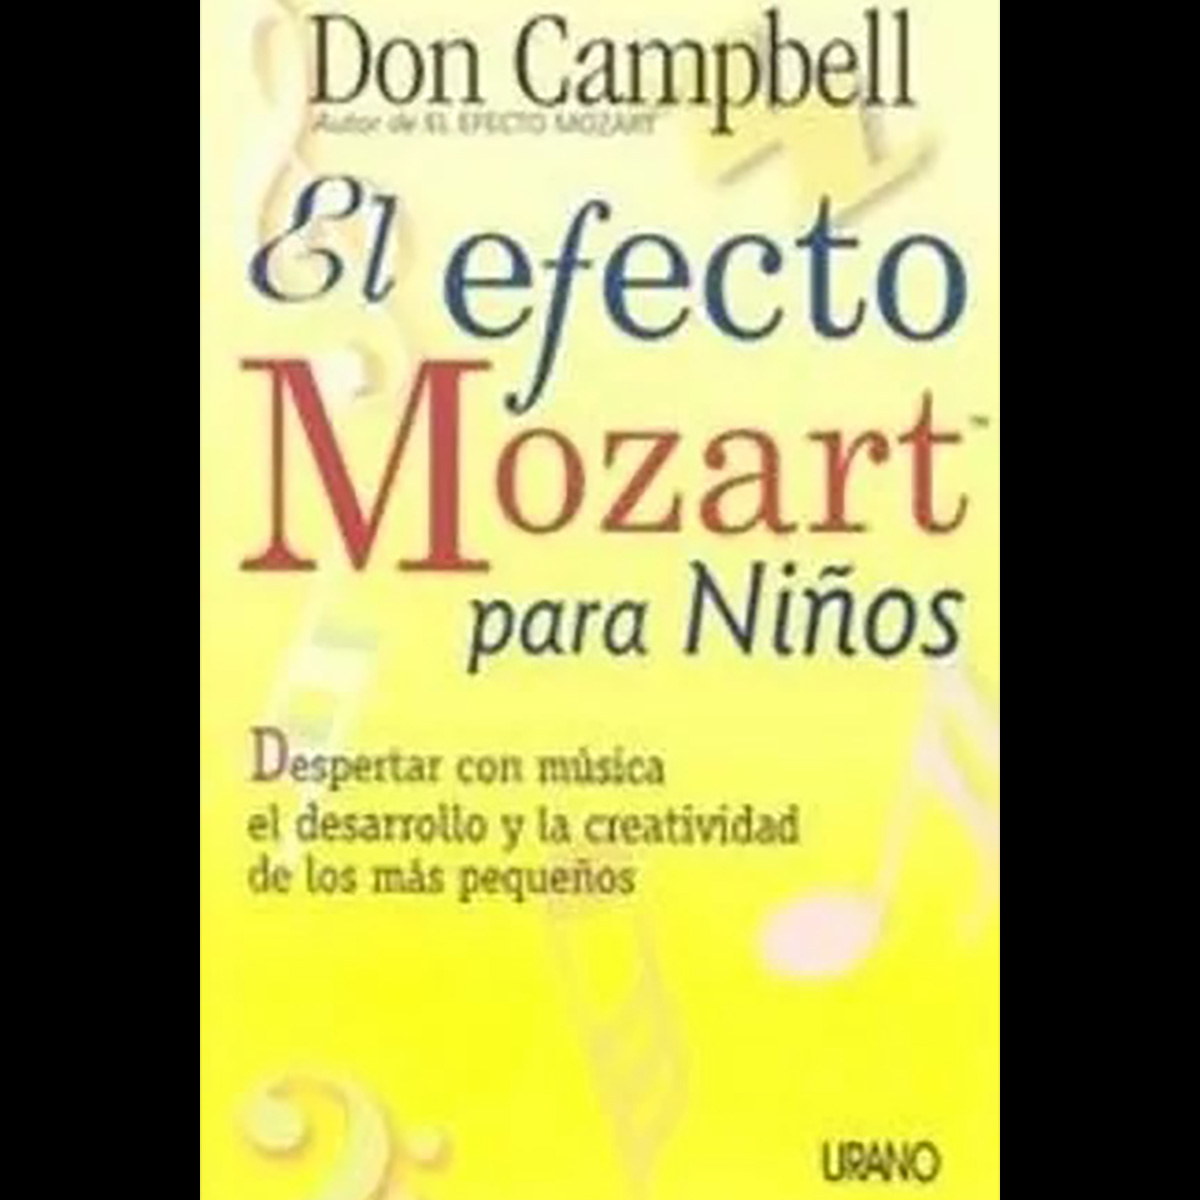 Don Campbell
Autor de EL EFECTO MOZART
El efecto
Mozart™
para Niños
Despertar con música
el desarrollo y la creatividad
de los más pequeños
URANO